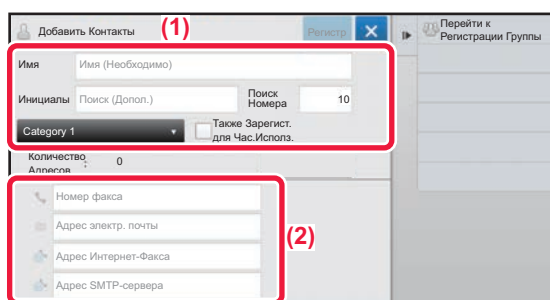 Добавить Контакты
(1)
Регистр
Перейти к
Регистрации Группы
Имя
Имя (Необходимо)
Инициалы
Поиск (Допол.)
Поиск
Номера
10
Category 1
Также Зарегист.
для Час.Исполз.
Количество
Адресов
:
0
Номер факса
Адрес электр. почты
Адрес Интернет-Факса
Адрес SMTP-сервера
(2)